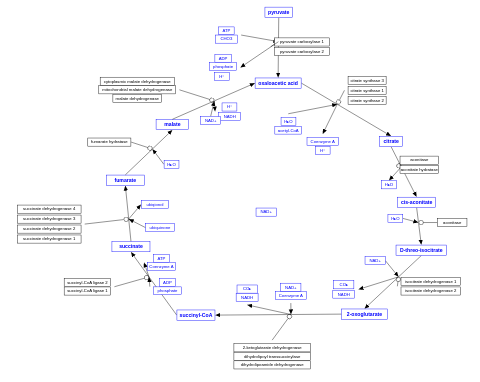 pyruvate
ATP
CHO3
pyruvate carboxylase 1
pyruvate carboxylase 2
ADP
phosphate
H⁺
oxaloacetic acid
cytoplasmic malate dehydrogenase
mitochondrial malate dehydrogenase
malate dehydrogenase
citrate synthase 3
citrate synthase 1
citrate synthase 2
H⁺
NADH
NAD+
H₂O
acetyl-CoA
malate
Coenzyme A
H⁺
citrate
fumarate hydratase
H₂O
aconitase
aconitate hydratase
H₂O
fumarate
cis-aconitate
ubiquinol
NAD+
H₂O
aconitase
succinate dehydrogenase 4
succinate dehydrogenase 3
succinate dehydrogenase 2
succinate dehydrogenase 1
ubiquinone
succinate
D-threo-isocitrate
ATP
Coenzyme A
NAD+
succinyl-CoA ligase 2
succinyl-CoA ligase 1
ADP
phosphate
CO₂
NADH
NAD+
Coenzyme A
CO₂
NADH
isocitrate dehydrogenase 1
isocitrate dehydrogenase 2
succinyl-CoA
2-oxoglutarate
2-ketoglutarate dehydrogenase
dihydrolipoyl transsuccinylase
dihydrolipoamide dehydrogenase